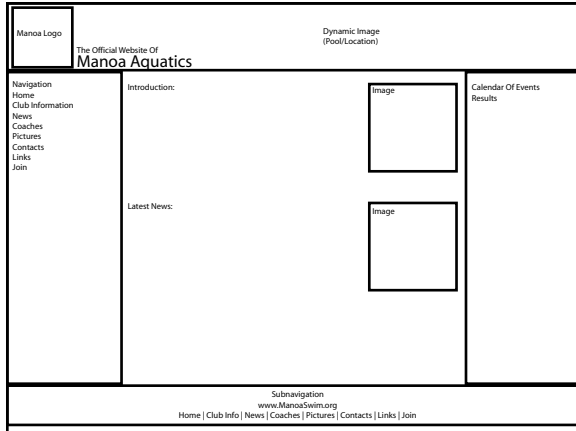 Manoa Logo
The Official Website Of
Manoa Aquatics
Dynamic Image
(Pool/Location)
Navigation
Home
Club Information
News
Coaches
Pictures
Contacts
Links
Join
Introduction:
Image
Latest News:
Image
Calendar Of Events
Results
Subnavigation
www.ManoaSwim.org
Home | Club Info | News | Coaches | Pictures | Contacts | Links | Join